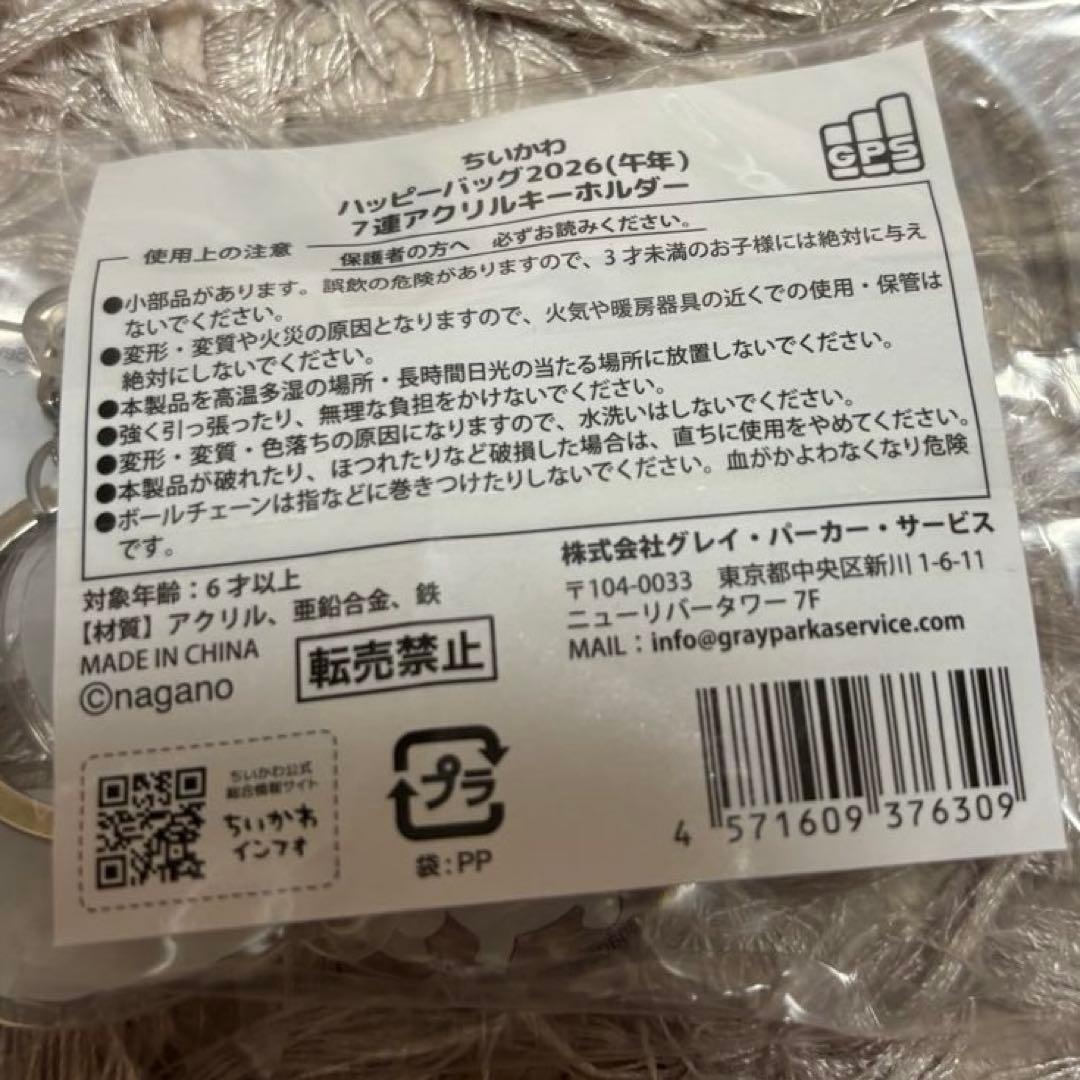 ちいかわ
ハッピーバッグ2026(午年)
7連アクリルキーホルダー
GPS
使用上の注意
保護者の方へ 必ずお読みください。
●小部品があります。誤飲の危険がありますので、3才未満のお子様には絶対に与え
ないでください。
●変形・変質や火災の原因となりますので、火気や暖房器具の近くでの使用・保管は
絶対にしないでください。
●本製品を高温多湿の場所・長時間日光の当たる場所に放置しないでください。
●強く引っ張ったり、無理な負担をかけないでください。
●変形・変質・色落ちの原因になりますので、水洗いはしないでください。
●本製品が破れたり、ほつれたりなど破損した場合は、直ちに使用をやめてください。
●ボールチェーンは指などに巻きつけたりしないでください。血がかよわなくなり危険
です。
対象年齢:6才以上
【材質】アクリル、亜鉛合金、鉄
MADE IN CHINA
©nagano
転売禁止
株式会社グレイ・パーカー・サービス
〒104-0033 東京都中央区新川1-6-11
ニューリバータワー7F
MAIL:info@grayparkaservice.com
ちいかわ公式
総合情報サイト
ちいかわ
インフォ
プラ
袋:PP
4 571609 376309